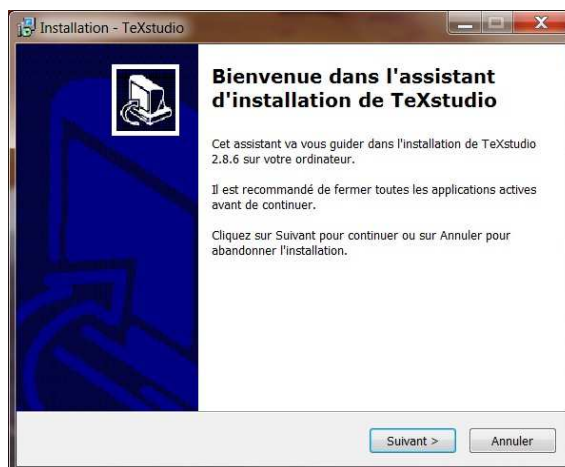 Installation - TeXstudio
Bienvenue dans l'assistant
d'installation de TeXstudio
Cet assistant va vous guider dans l'installation de TeXstudio
2.8.6 sur votre ordinateur.
Il est recommandé de fermer toutes les applications actives
avant de continuer.
Cliquez sur Suivant pour continuer ou sur Annuler pour
abandonner l'installation.
Suivant >
Annuler